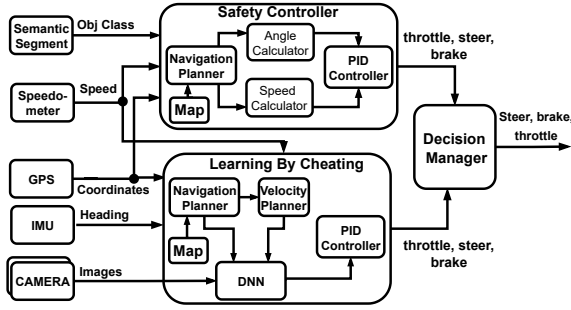 Safety Controller
Semantic
Segment
Obj Class
Angle
Calculator
throttle, steer,
brake
Navigation
Planner
PID
Controller
Speedo-
meter
Speed
Speed
Calculator
Map
Steer, brake,
throttle
Decision
Manager
Learning By Cheating
GPS
Coordinates
Navigation
Planner
Velocity
Planner
IMU
Heading
PID
Controller
Map
throttle, steer,
brake
CAMERA
Images
DNN